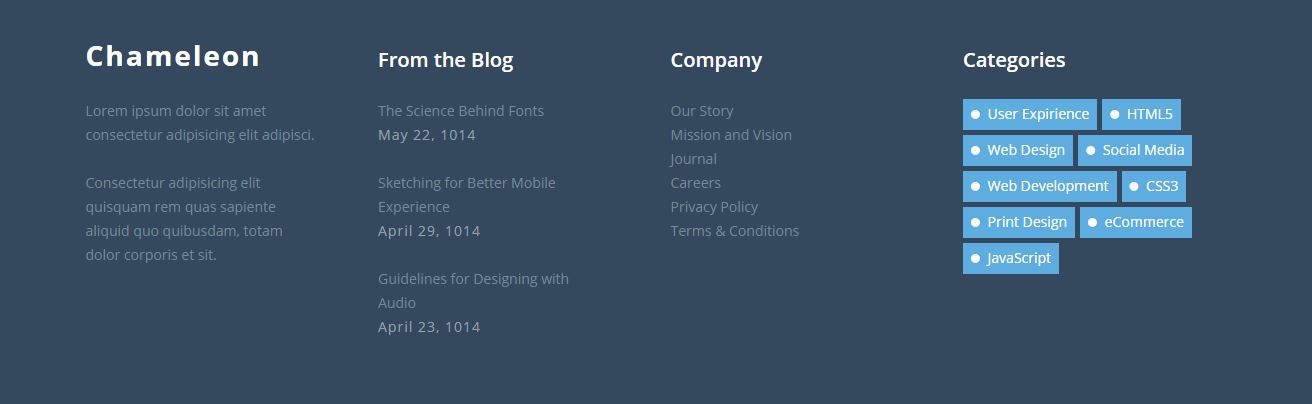 Chameleon
Lorem ipsum dolor sit amet
consectetur adipisicing elit adipisci.
Consectetur adipisicing elit
quisquam rem quas sapiente
aliquid quo quibusdam, totam
dolor corporis et sit.
From the Blog
The Science Behind Fonts
May 22, 1014
Sketching for Better Mobile
Experience
April 29, 1014
Guidelines for Designing with
Audio
April 23, 1014
Company
Our Story
Mission and Vision
Journal
Careers
Privacy Policy
Terms & Conditions
Categories
User Expirience HTML5
Web Design Social Media
Web Development CSS3
Print Design eCommerce
JavaScript